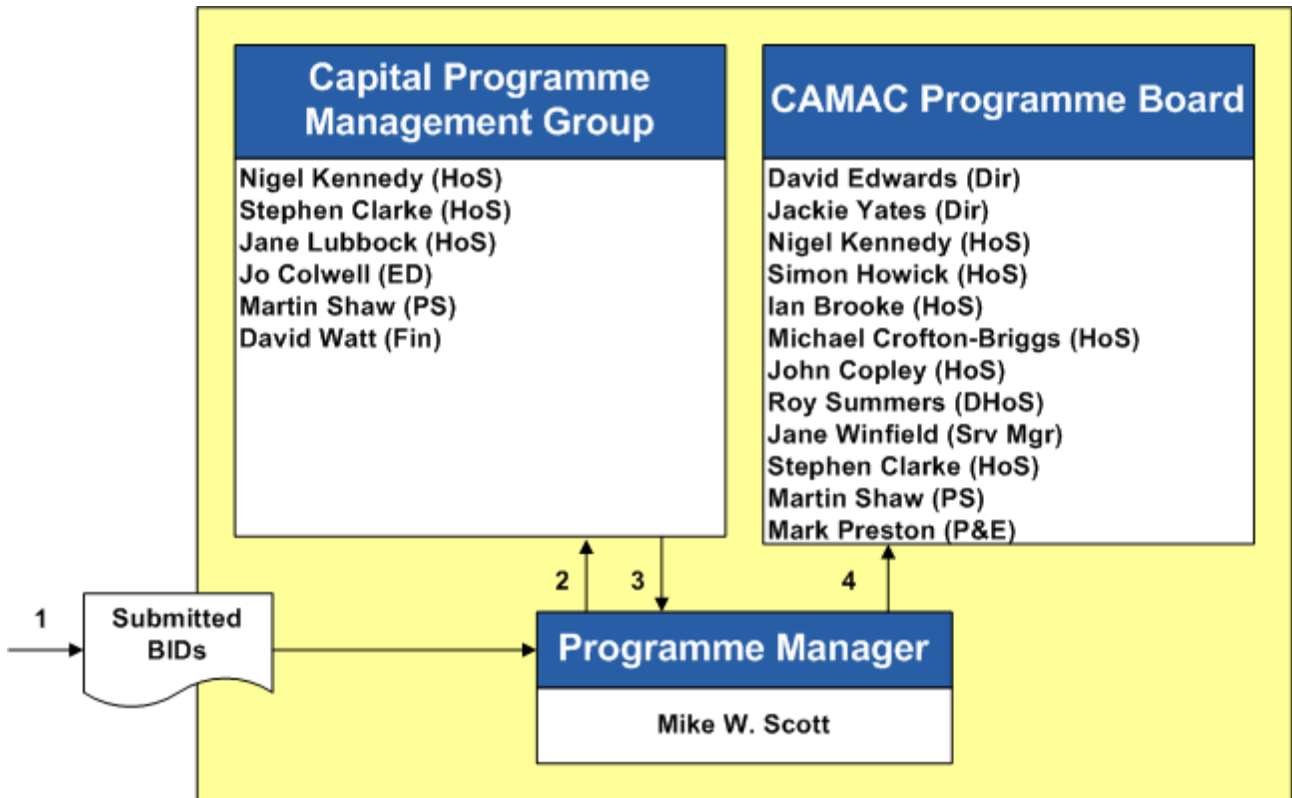 Capital Programme
Management Group
Nigel Kennedy (HoS)
Stephen Clarke (HoS)
Jane Lubbock (HoS)
Jo Colwell (ED)
Martin Shaw (PS)
David Watt (Fin)
CAMAC Programme Board
David Edwards (Dir)
Jackie Yates (Dir)
Nigel Kennedy (HoS)
Simon Howick (HoS)
Ian Brooke (HoS)
Michael Crofton-Briggs (HoS)
John Copley (HoS)
Roy Summers (DHoS)
Jane Winfield (Srv Mgr)
Stephen Clarke (HoS)
Martin Shaw (PS)
Mark Preston (P&E)
2
3
4
1
Submitted
BIDs
Programme Manager
Mike W. Scott